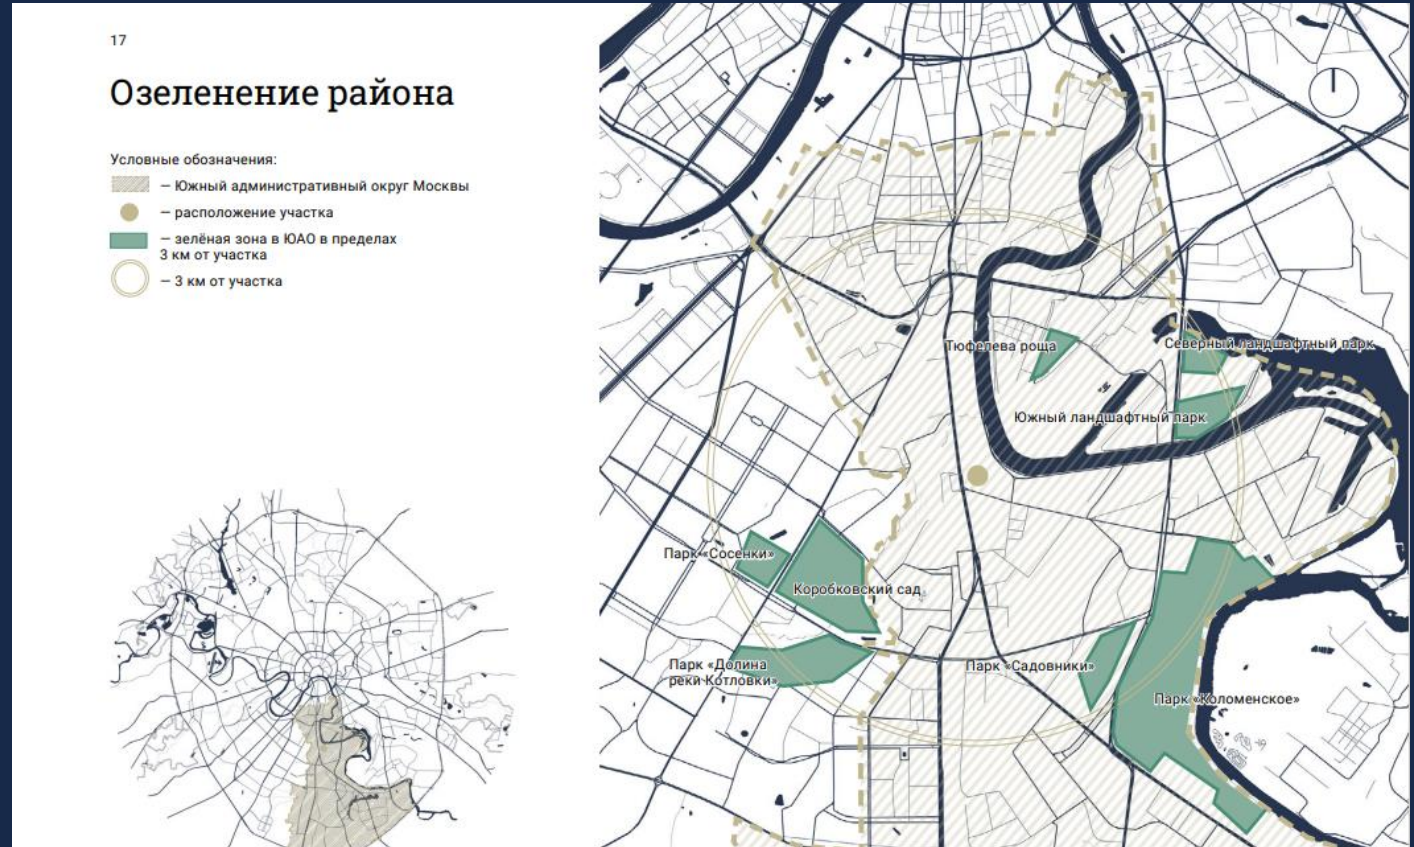 17
Озеленение района
Условные обозначения:
— Южный административный округ Москвы
— расположение участка
— зелёная зона в ЮАО в пределах
3 км от участка
— 3 км от участка
Тюфелева роща
Северный ландшафтный парк
Южный ландшафтный парк
Парк «Сосенки»
Коробковский сад
Парк «Долина
реки Котловки»
Парк «Садовники»
Парк «Коломенское»